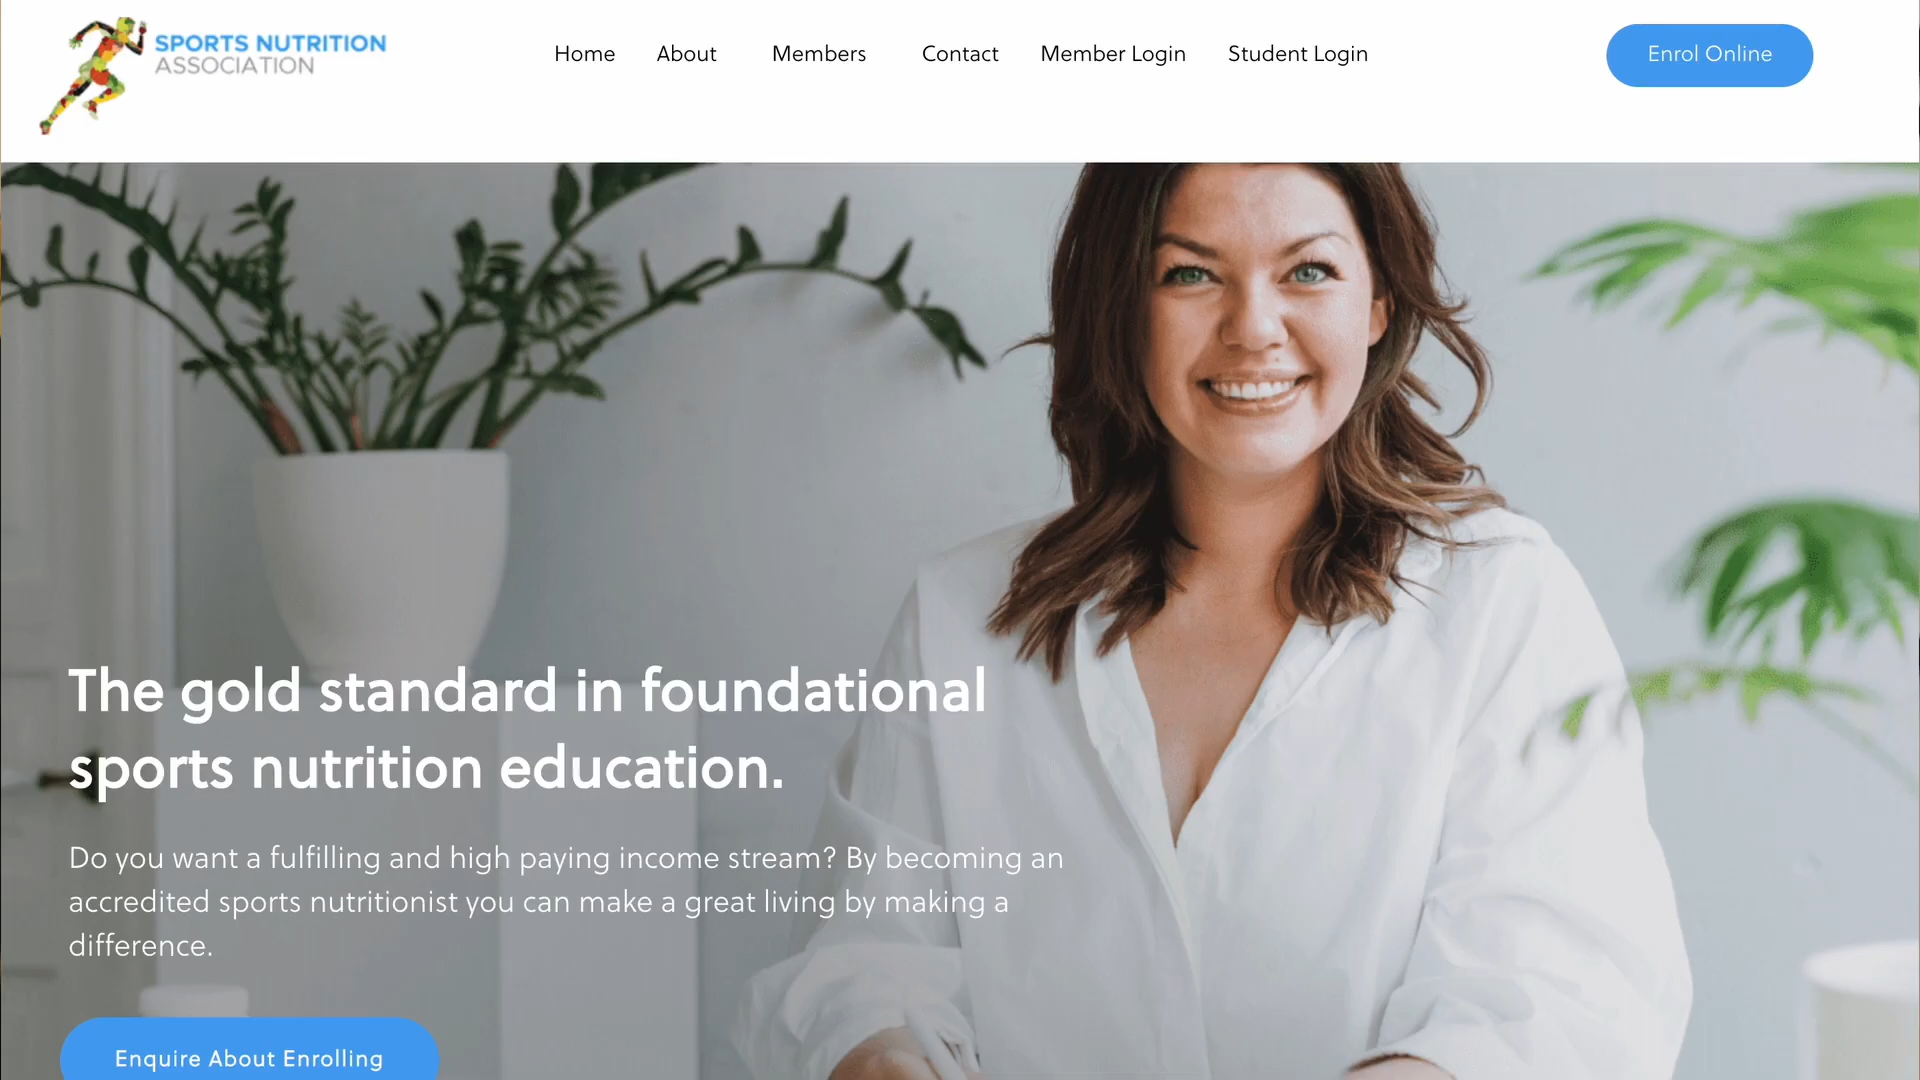 SPORTS NUTRITION
ASSOCIATION
Home About Members Contact Member Login Student Login
Enrol Online
The gold standard in foundational
sports nutrition education.
Do you want a fulfilling and high paying income stream? By becoming an
accredited sports nutritionist you can make a great living by making a
difference.
Enquire About Enrolling